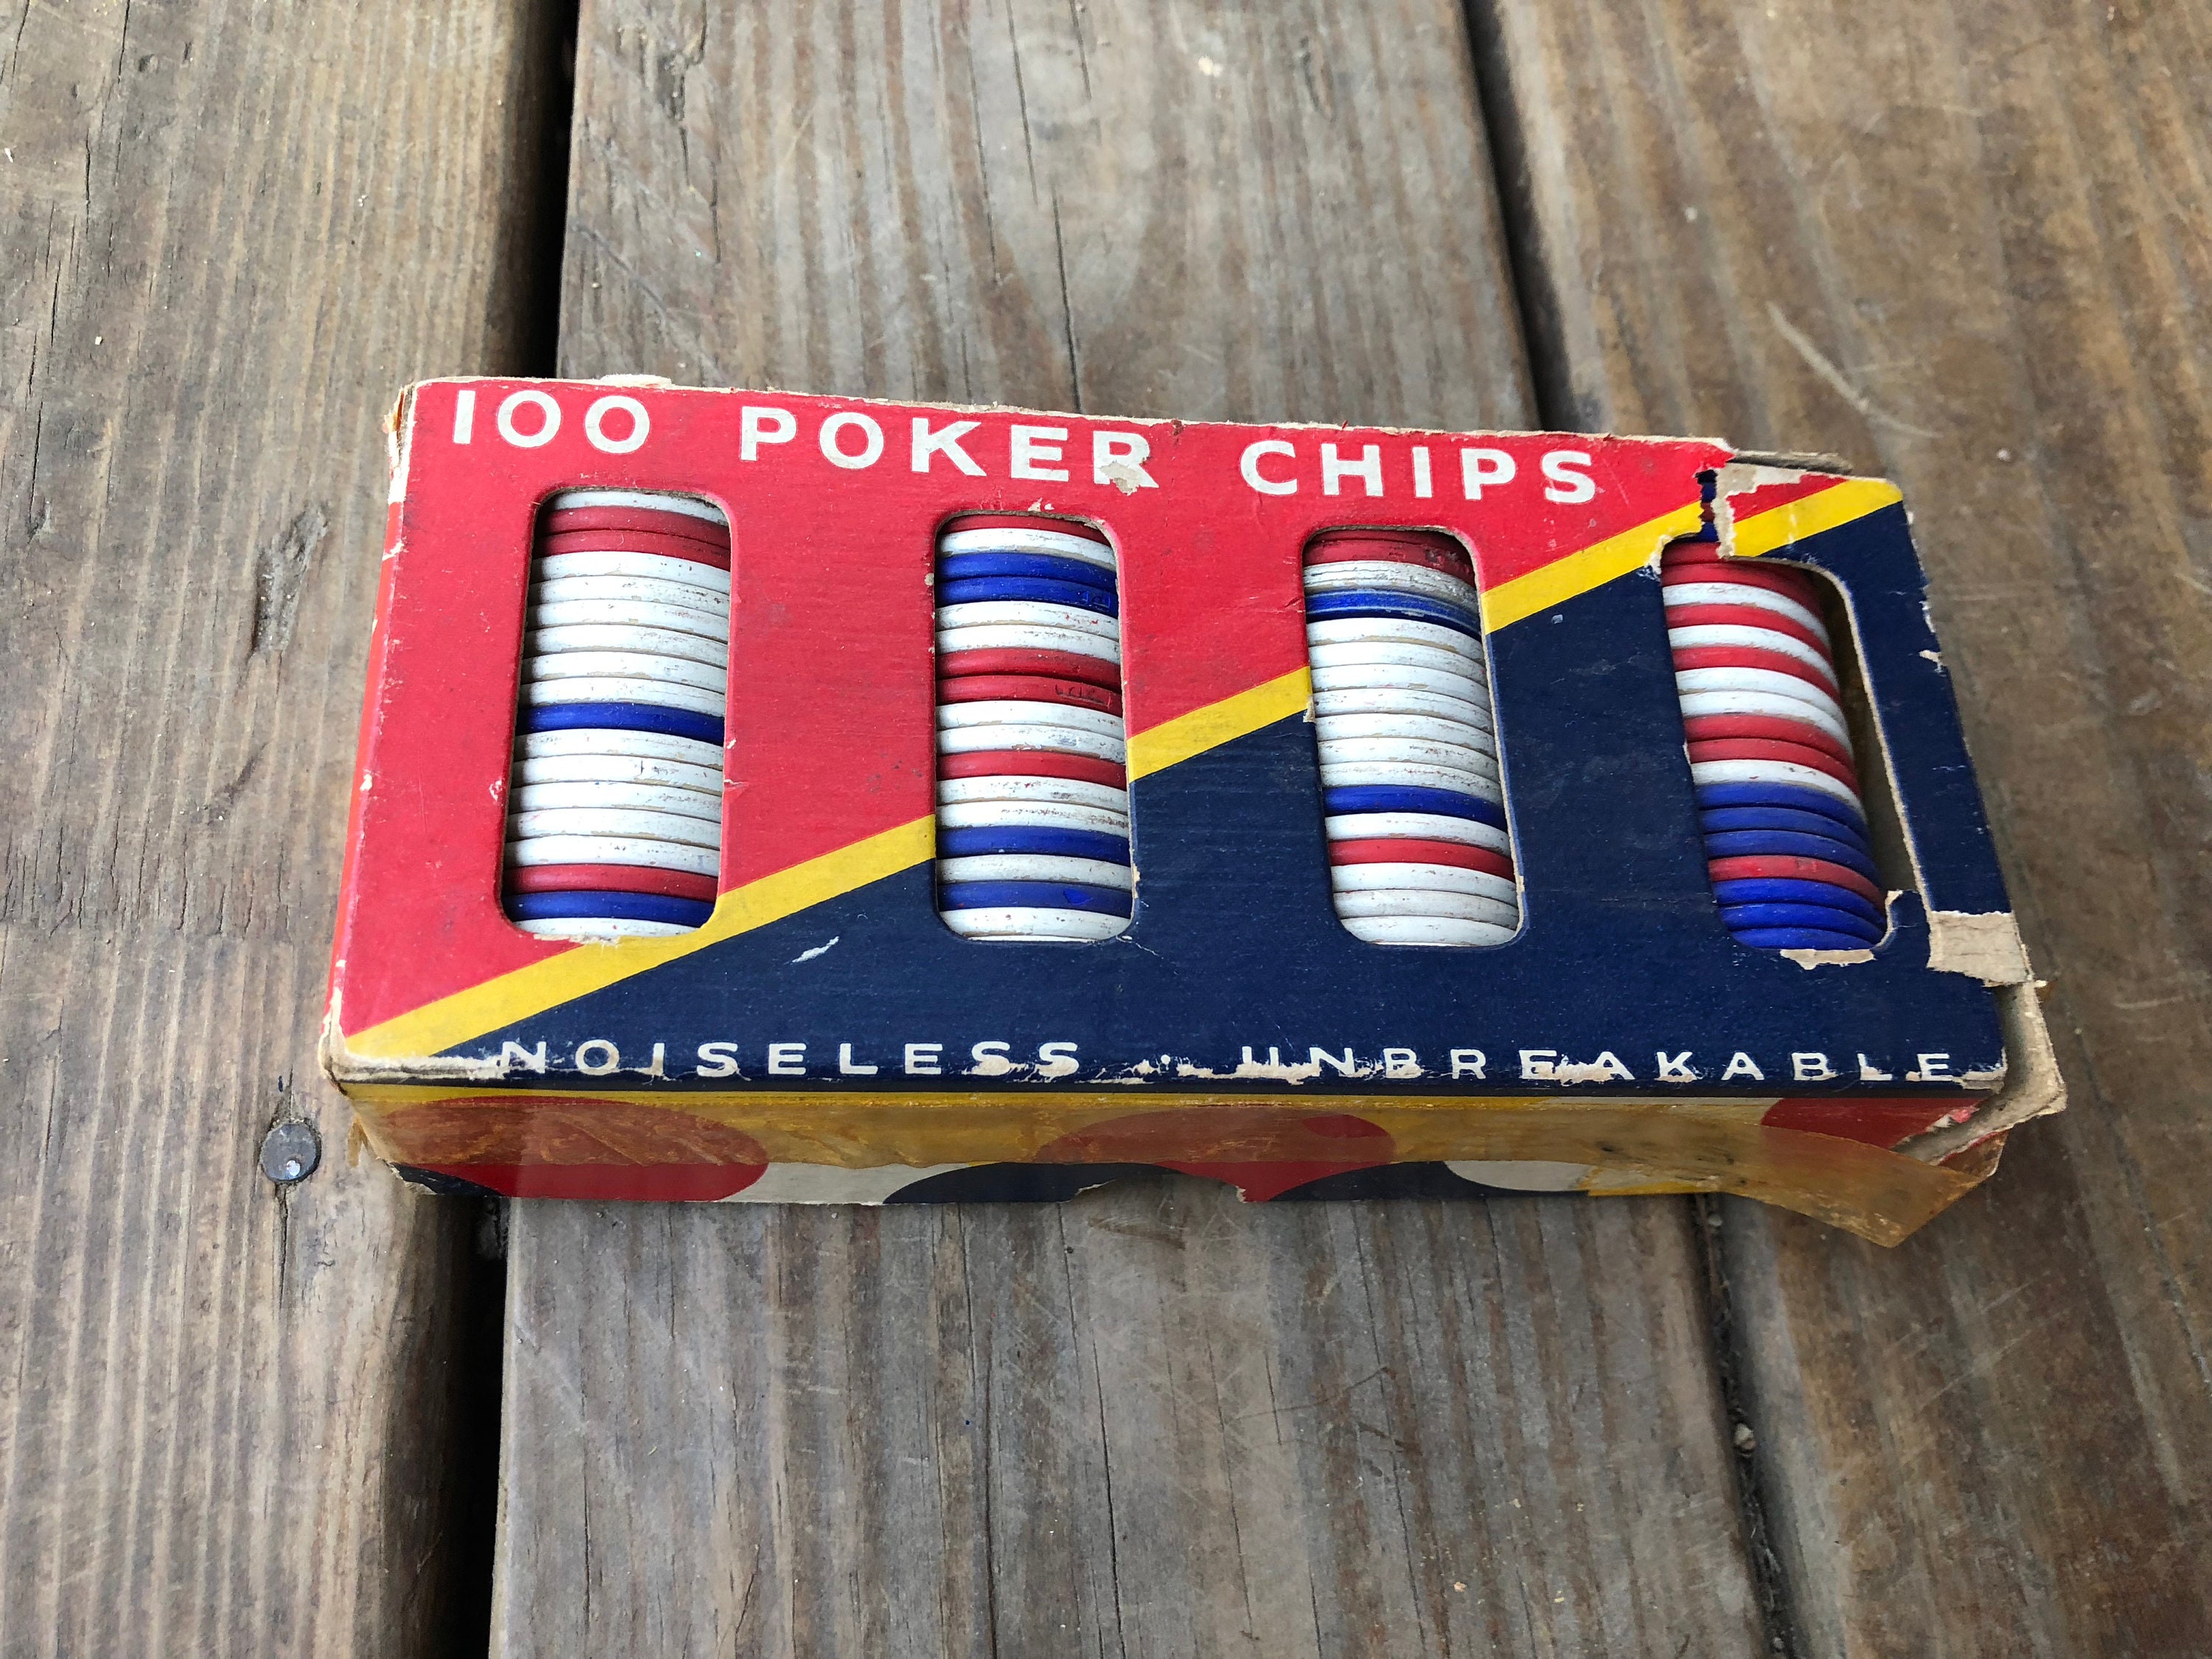 100 POKER CHIPS
NOISELESS · UNBREAKABLE